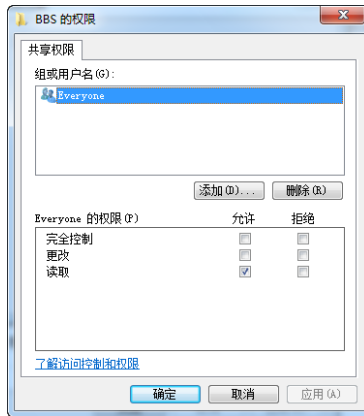 BBS 的权限
共享权限
组或用户名(G):
Everyone
添加(D)... 删除(R)
Everyone 的权限(P) 允许 拒绝
完全控制
更改
读取
了解访问控制和权限
确定 取消 应用(A)